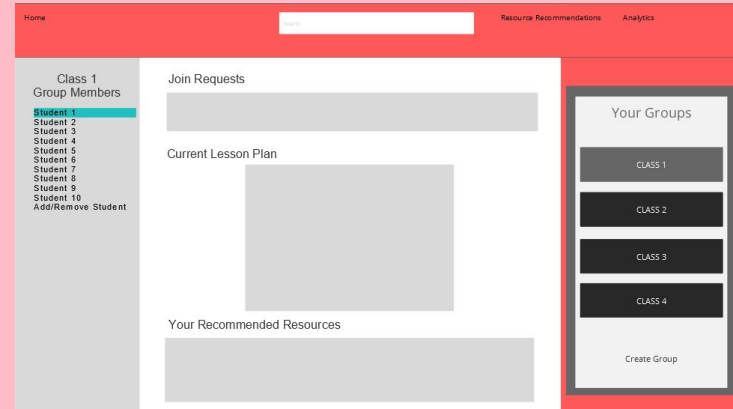 Home
Search
Resource Recommendations
Analytics
Class 1
Group Members
Student 1
Student 2
Student 3
Student 4
Student 5
Student 6
Student 7
Student 8
Student 9
Student 10
Add/Remove Student
Join Requests
Current Lesson Plan
Your Recommended Resources
Your Groups
CLASS 1
CLASS 2
CLASS 3
CLASS 4
Create Group